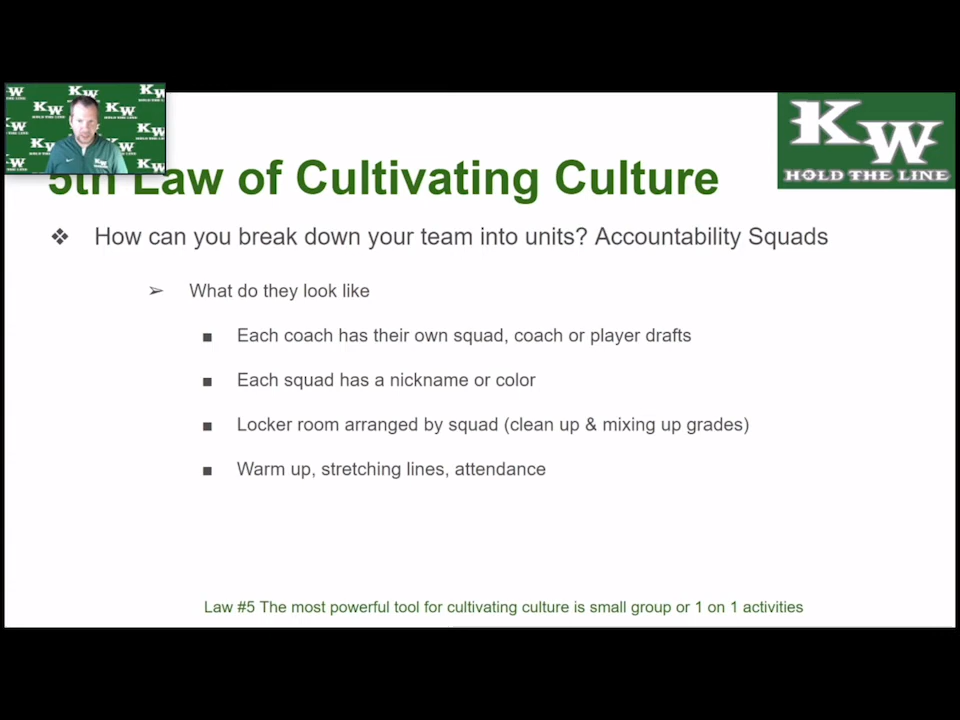 KW
HOLD THE LINE
5th Law of Cultivating Culture
How can you break down your team into units? Accountability Squads
What do they look like
Each coach has their own squad, coach or player drafts
Each squad has a nickname or color
Locker room arranged by squad (clean up & mixing up grades)
Warm up, stretching lines, attendance
Law #5 The most powerful tool for cultivating culture is small group or 1 on 1 activities